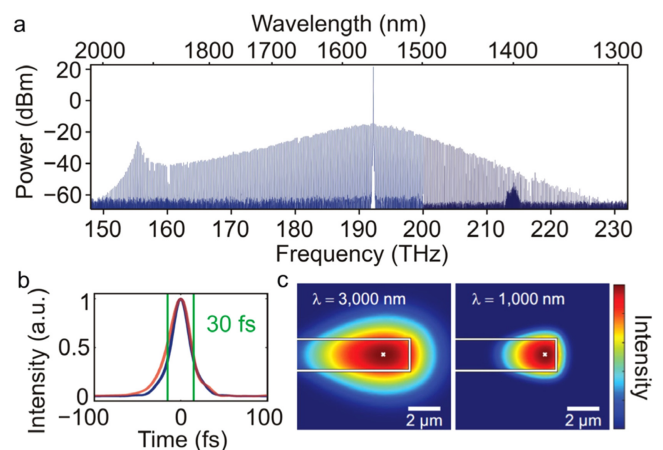 a
Wavelength (nm)
2000 1800 1700 1600 1500 1400 1300
Power (dBm)
20
0
−20
−40
−60
150 160 170 180 190 200 210 220 230
Frequency (THz)
b
Intensity (a.u.)
1
0.5
0
30 fs
−100 0 100
Time (fs)
c
λ = 3,000 nm
2 μm
λ = 1,000 nm
2 μm
Intensity